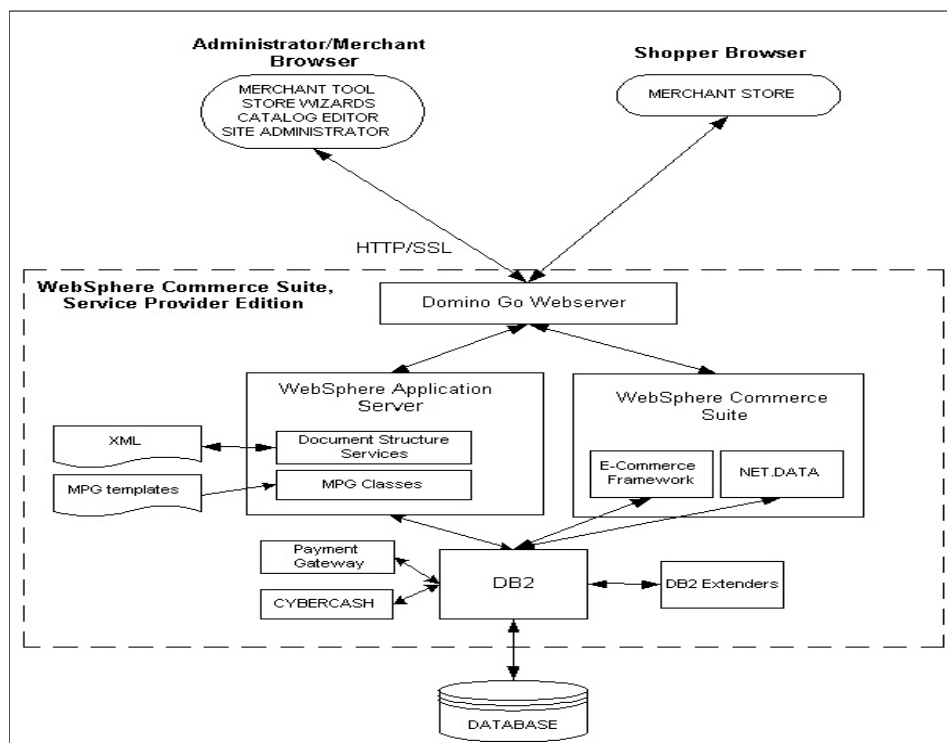 Administrator/Merchant
Browser
Shopper Browser
MERCHANT TOOL
STORE WIZARDS
CATALOG EDITOR
SITE ADMINISTRATOR
MERCHANT STORE
HTTP/SSL
WebSphere Commerce Suite,
Service Provider Edition
Domino Go Webserver
WebSphere Application
Server
WebSphere Commerce
Suite
XML
Document Structure
Services
E-Commerce
Framework
NET.DATA
MPG templates
MPG Classes
Payment
Gateway
DB2
DB2 Extenders
CYBERCASH
DATABASE